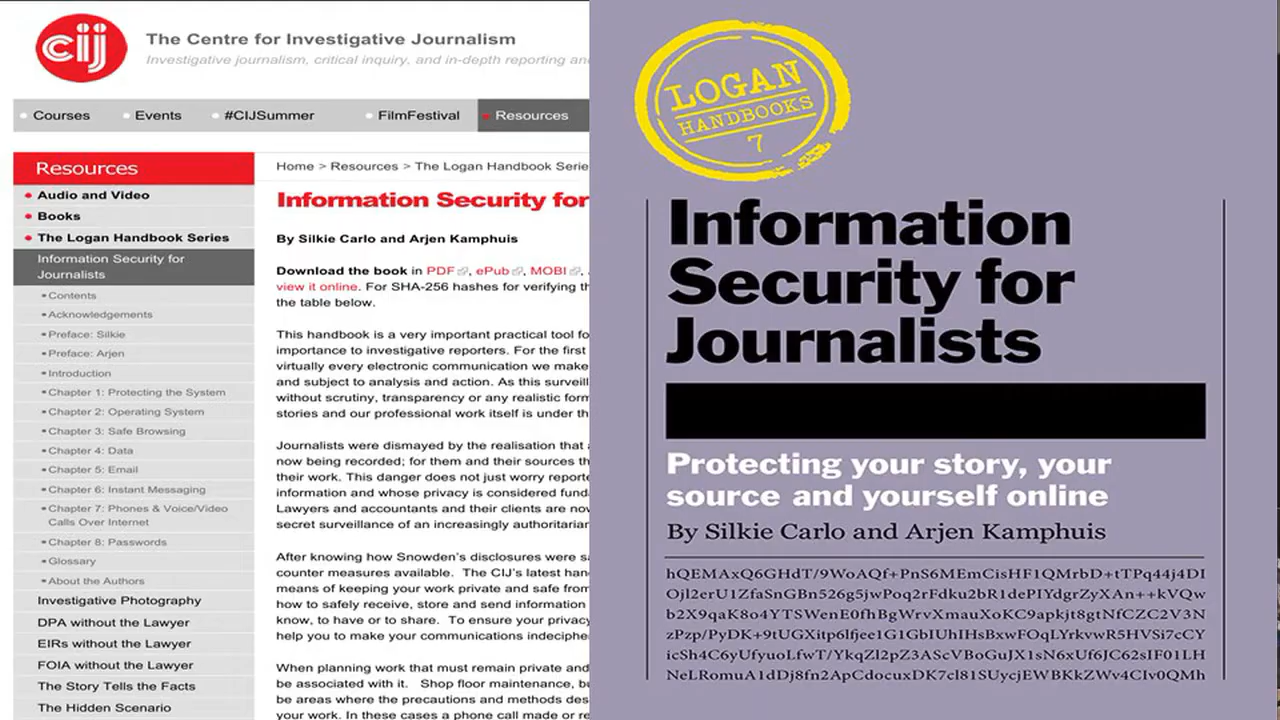 cij
The Centre for Investigative Journalism
Investigative journalism, critical inquiry, and in-depth reporting
Courses
Events
#CIJSummer
FilmFestival
Resources
Resources
Audio and Video
Books
The Logan Handbook Series
Information Security for
Journalists
Contents
Acknowledgements
Preface: Silkie
Preface: Arjen
Introduction
Chapter 1: Protecting the System
Chapter 2: Operating System
Chapter 3: Safe Browsing
Chapter 4: Data
Chapter 5: Email
Chapter 6: Instant Messaging
Chapter 7: Phones & Voice/Video
Calls Over Internet
Chapter 8: Passwords
Glossary
About the Authors
Investigative Photography
DPA without the Lawyer
EIRs without the Lawyer
FOIA without the Lawyer
The Story Tells the Facts
The Hidden Scenario
Home > Resources > The Logan Handbook Serie
Information Security for
By Silkie Carlo and Arjen Kamphuis
Download the book in PDF, ePub, MOBI,
view it online. For SHA-256 hashes for verifying th
the table below.
This handbook is a very important practical tool fo
importance to investigative reporters. For the first
virtually every electronic communication we make
and subject to analysis and action. As this surveill
without scrutiny, transparency or any realistic form
stories and our professional work itself is under th
Journalists were dismayed by the realisation that
now being recorded; for them and their sources th
their work. This danger does not just worry reporte
information and whose privacy is considered funda
Lawyers and accountants and their clients are now
secret surveillance of an increasingly authoritarian
After knowing how Snowden's disclosures were sa
counter measures available. The CIJ's latest han
means of keeping your work private and safe from
how to safely receive, store and send information
know, to have or to share. To ensure your privacy
help you to make your communications indecipher
When planning work that must remain private and
be associated with it. Shop floor maintenance, bu
be areas where the precautions and methods des
your work. In these cases a phone call made or re
LOGAN
HANDBOOKS
7
Information
Security for
Journalists
Protecting your story, your
source and yourself online
By Silkie Carlo and Arjen Kamphuis
hQEMAxQ6GHdT/9WoAQf+PnS6MEmCisHF1QMrbD+tTPq44j4DI
Ojl2erU1ZfaSnGBn526g5jwPoq2rFdku2bR1dePIYdgrZyXAn++kVQw
b2X9qaK8o4YTSWenE0fhBgWrvXmauXoKC9apkjt8gtNfCZC2V3N
zPzp/PyDK+9tUGXitp6lfjee1G1GbIUhIHsBxwFOqLYrkvwR5HVSi7cCY
icSh4C6yUfyuoLfwT/YkqZl2pZ3AScVBoGuJX1sN6xUf6JC62sIF01LH
NeLRomuA1dDj8fn2ApCdocuxDK7cl81SUycjEWBKkZWv4CIv0QMh